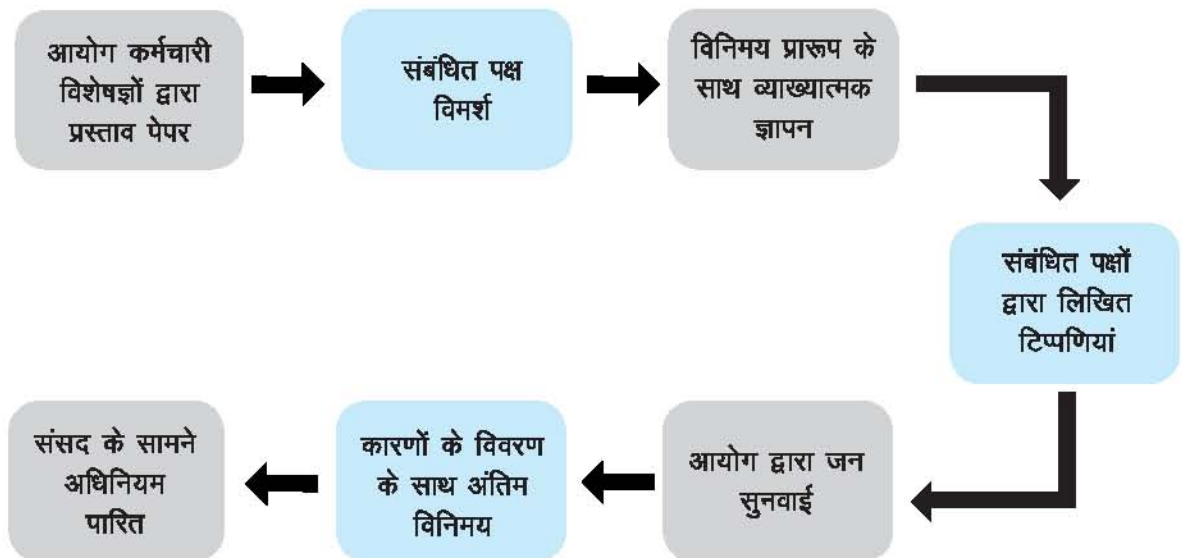 आयोग कर्मचारी
विशेषज्ञों द्वारा
प्रस्ताव पेपर
संबंधित पक्ष
विमर्श
विनिमय प्रारूप के
साथ व्याख्यात्मक
ज्ञापन
संबंधित पक्षों
द्वारा लिखित
टिप्पणियां
आयोग द्वारा जन
सुनवाई
कारणों के विवरण
के साथ अंतिम
विनिमय
संसद के सामने
अधिनियम
पारित